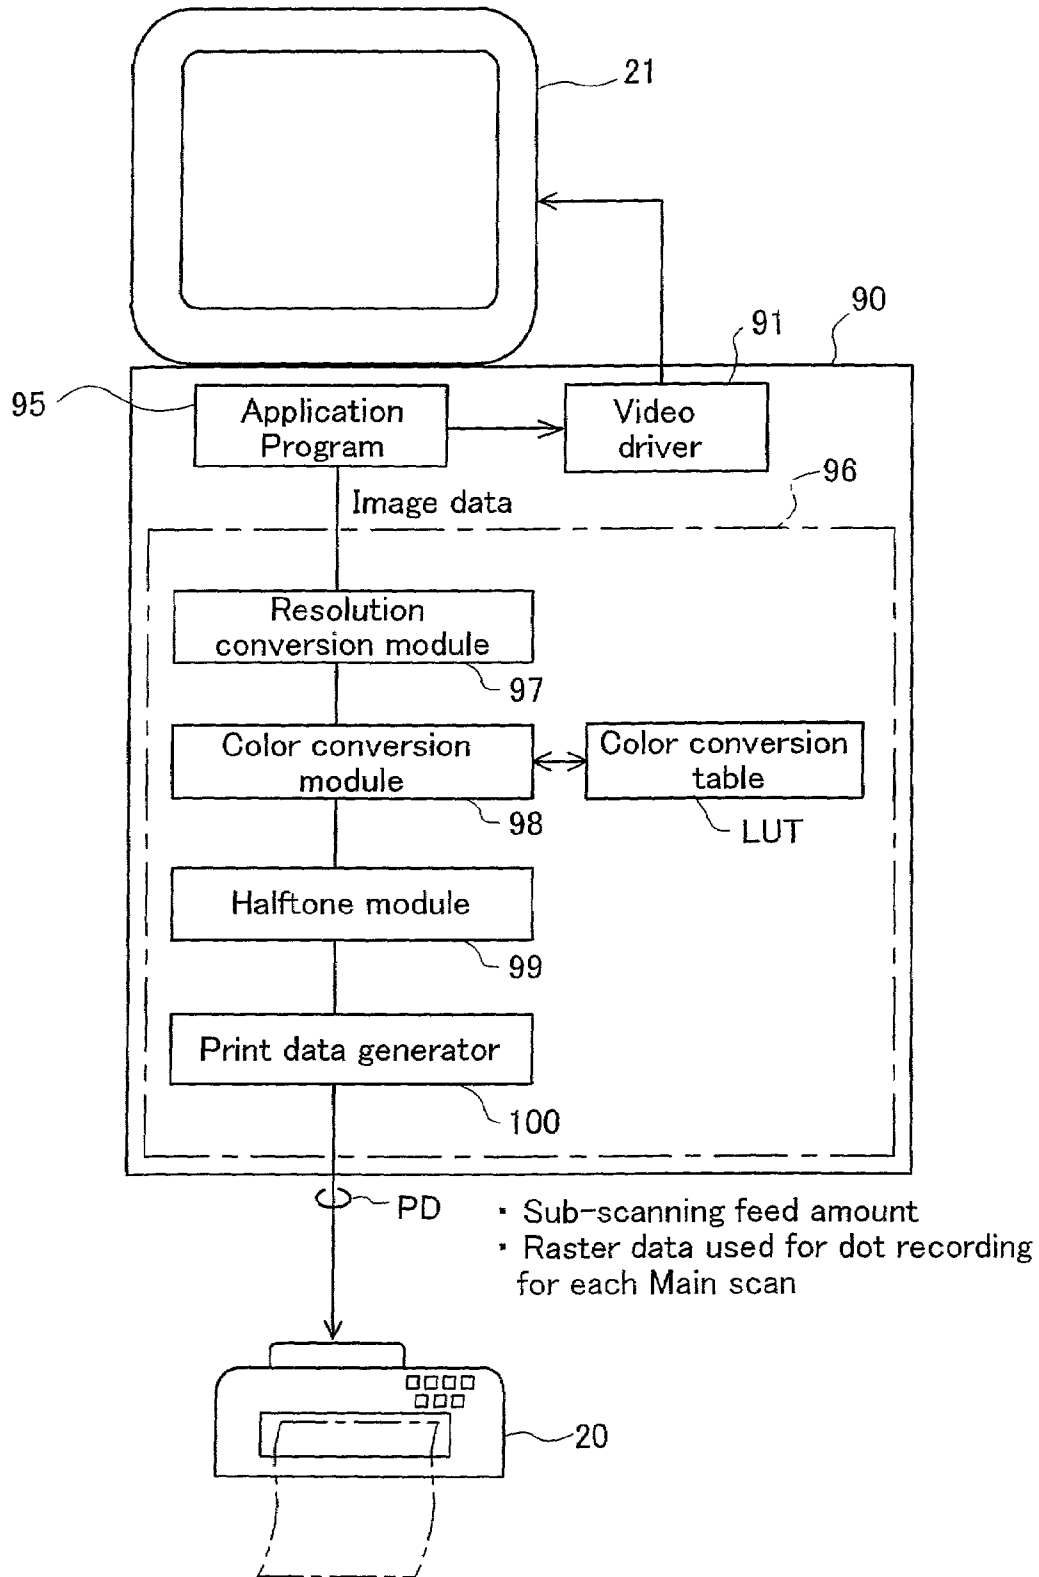 21
90
91
95
Application
Program
Video
driver
96
Image data
Resolution
conversion module
97
Color conversion
module
98
Color conversion
table
LUT
Halftone module
99
Print data generator
100
PD
・Sub-scanning feed amount
・Raster data used for dot recording
for each Main scan
20